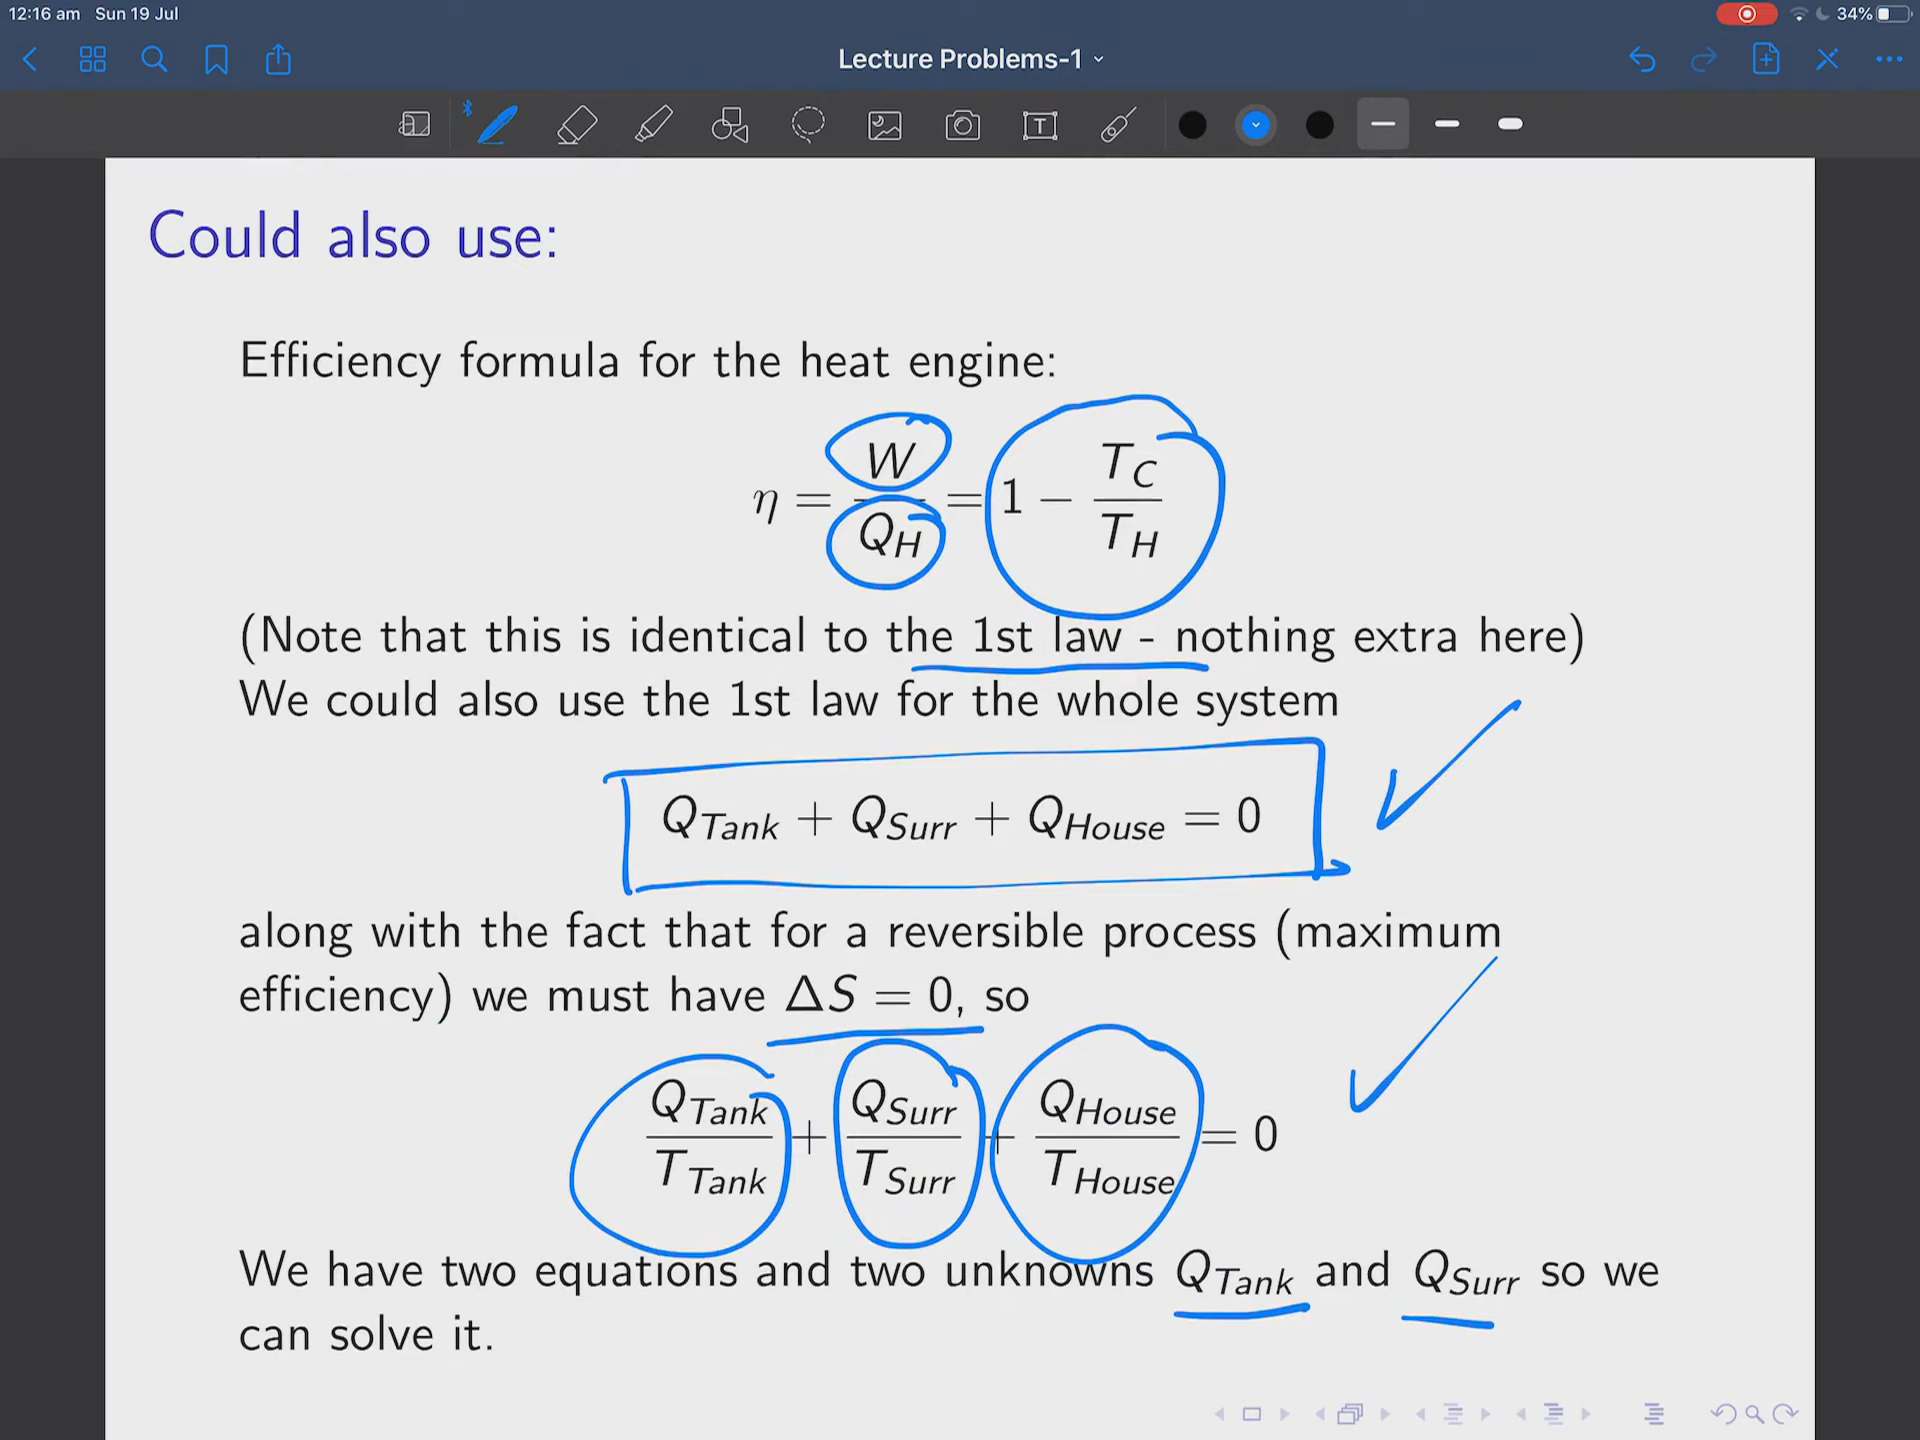 12:16 am Sun 19 Jul 34%
Lecture Problems-1
T
Could also use:
Efficiency formula for the heat engine:
η = W / Q_H = 1 − T_C / T_H
(Note that this is identical to the 1st law - nothing extra here)
We could also use the 1st law for the whole system
Q_Tank + Q_Surr + Q_House = 0
along with the fact that for a reversible process (maximum
efficiency) we must have ΔS = 0, so
Q_Tank / T_Tank + Q_Surr / T_Surr + Q_House / T_House = 0
We have two equations and two unknowns Q_Tank and Q_Surr so we
can solve it.